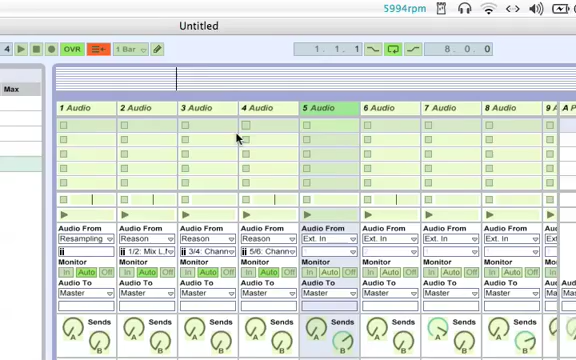 5994rpm
Untitled
4 OVR 1 Bar 1. 1. 1 8. 0. 0
Max
1 Audio 2 Audio 3 Audio 4 Audio 5 Audio 6 Audio 7 Audio 8 Audio 9 A A
Audio From Audio From Audio From Audio From Audio From Audio From Audio From Audio From Aud
Resampling Reason Reason Reason Ext. In Ext. In Ext. In Ext. In Ext
1/2: Mix L, 3/4: Chann 5/6: Chann
Monitor Monitor Monitor Monitor Monitor Monitor Monitor Monitor Mon
In Auto Off In Auto Off In Auto Off In Auto Off In Auto Off In Auto Off In Auto Off In Auto Off In
Audio To Audio To Audio To Audio To Audio To Audio To Audio To Audio To Aud
Master Master Master Master Master Master Master Master
Sends Sends Sends Sends Sends Sends Sends Sends
A A A A A A A A
B B B B B B B B